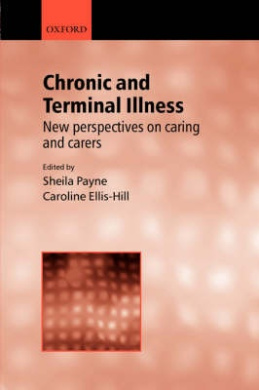 OXFORD
Chronic and
Terminal Illness
New perspectives on caring
and carers
Edited by
Sheila Payne
Caroline Ellis-Hill